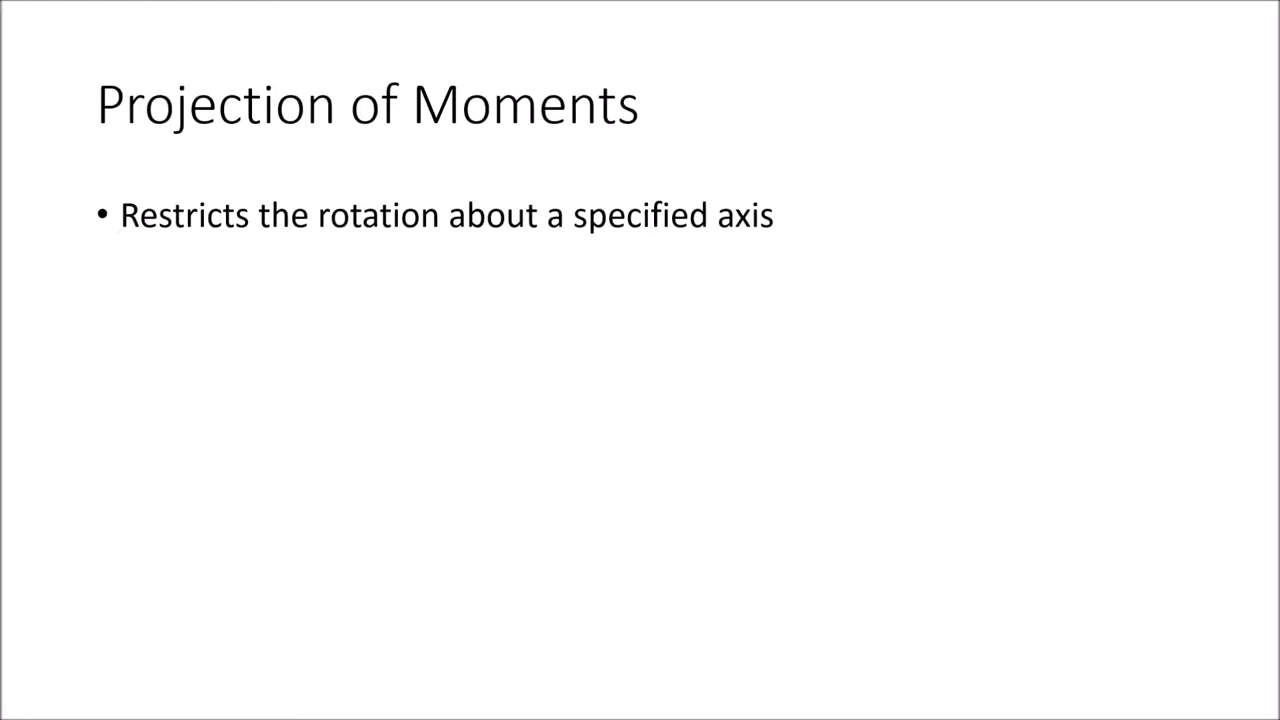 Projection of Moments
• Restricts the rotation about a specified axis